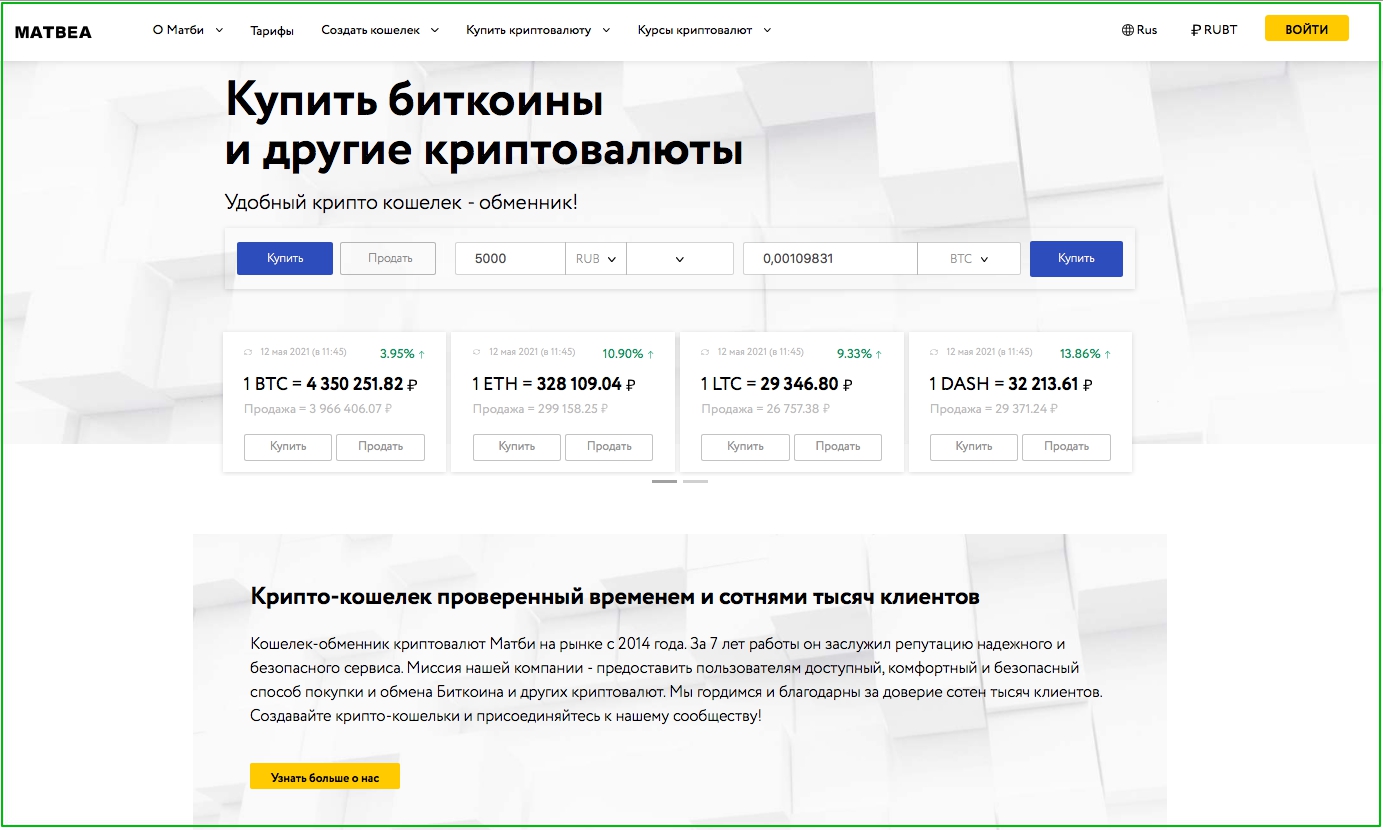 MATBEA
О Матби
Тарифы
Создать кошелек
Купить криптовалюту
Курсы криптовалют
Rus
₽ RUBT
ВОЙТИ
Купить биткоины
и другие криптовалюты
Удобный крипто кошелек - обменник!
Купить
Продать
5000
RUB
0,00109831
BTC
Купить
12 мая 2021 (в 11:45) 3.95% ↑
1 BTC = 4 350 251.82 ₽
Продажа = 3 966 406.07 ₽
Купить Продать
12 мая 2021 (в 11:45) 10.90% ↑
1 ETH = 328 109.04 ₽
Продажа = 299 158.25 ₽
Купить Продать
12 мая 2021 (в 11:45) 9.33% ↑
1 LTC = 29 346.80 ₽
Продажа = 26 757.38 ₽
Купить Продать
12 мая 2021 (в 11:45) 13.86% ↑
1 DASH = 32 213.61 ₽
Продажа = 29 371.24 ₽
Купить Продать
Крипто-кошелек проверенный временем и сотнями тысяч клиентов
Кошелек-обменник криптовалют Матби на рынке с 2014 года. За 7 лет работы он заслужил репутацию надежного и
безопасного сервиса. Миссия нашей компании - предоставить пользователям доступный, комфортный и безопасный
способ покупки и обмена Биткоина и других криптовалют. Мы гордимся и благодарны за доверие сотен тысяч клиентов.
Создавайте крипто-кошельки и присоединяйтесь к нашему сообществу!
Узнать больше о нас